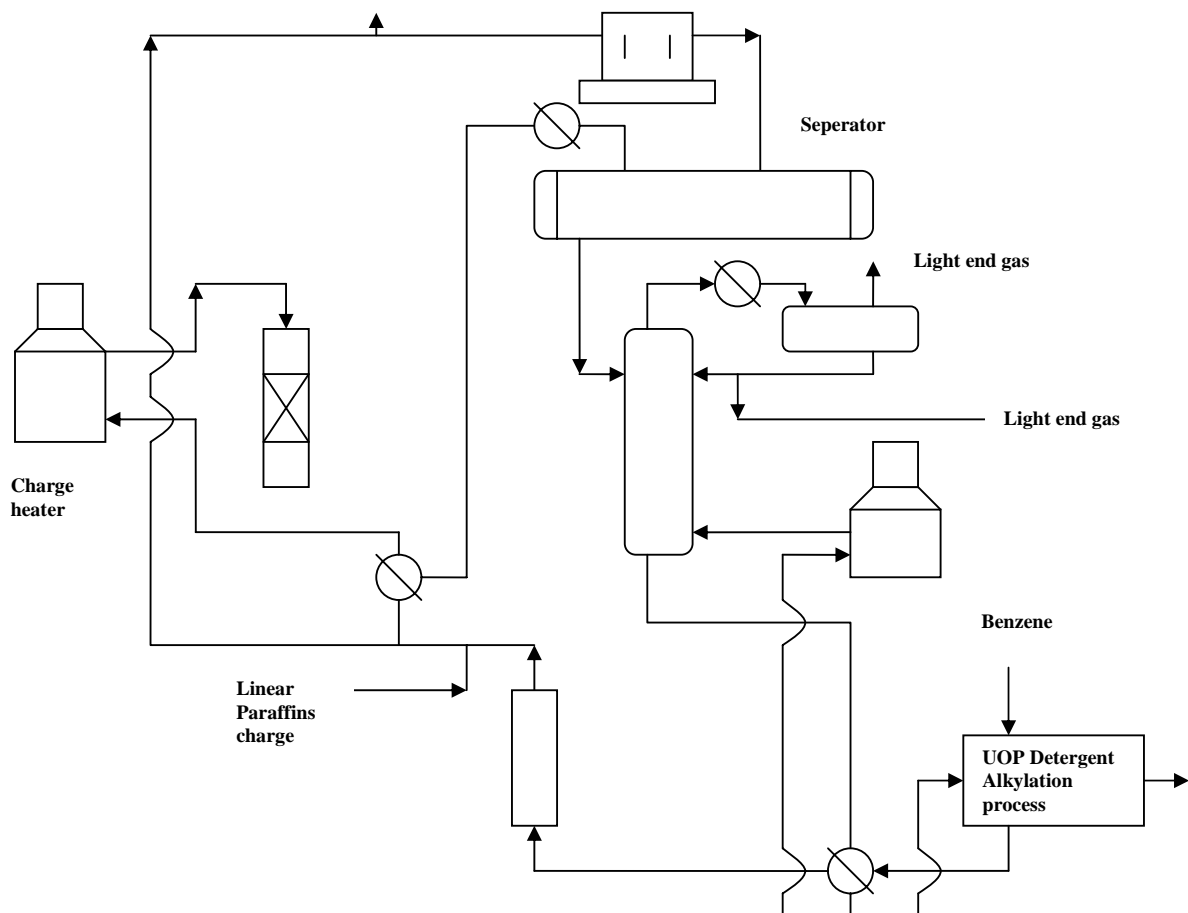 Seperator
Light end gas
Light end gas
Charge
heater
Benzene
Linear
Paraffins
charge
UOP Detergent
Alkylation
process